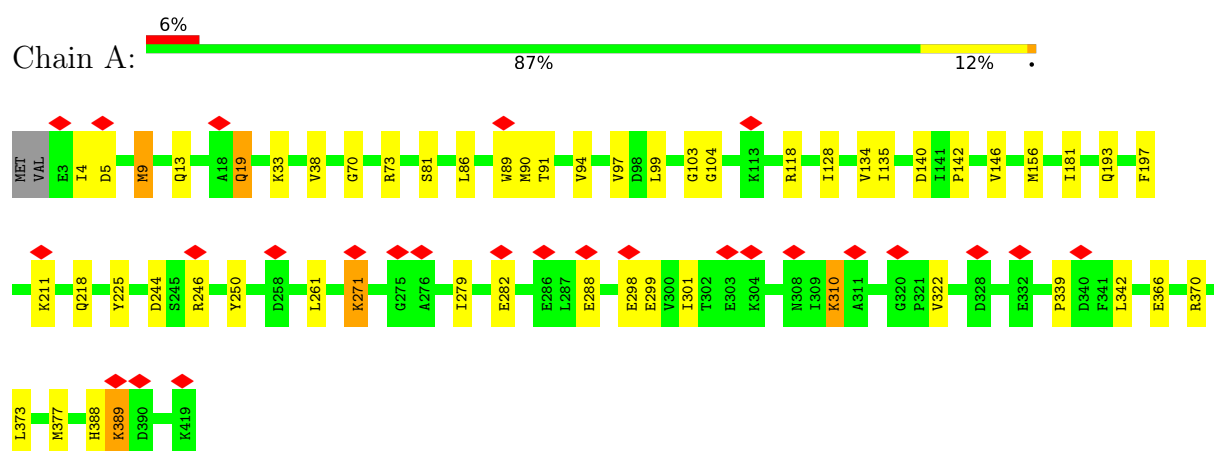 6%
Chain A:
87% 12% •
MET VAL E3 I4 D5 M9 Q13 A18 Q19 K33 V38 G70 R73 S81 L86 W89 M90 T91 V94 V97 D98 L99 G103 G104 K113 R118 I128 V134 I135 D140 I141 P142 V146 M156 I181 Q193 F197
K211 Q218 Y225 D244 S245 R246 Y250 D258 L261 K271 G275 A276 I279 E282 E286 L287 E288 E298 E299 V300 I301 T302 E303 K304 N308 I309 K310 A311 G320 P321 V322 D328 E332 P339 D340 F341 L342 E366 R370
L373 M377 H388 K389 D390 K419